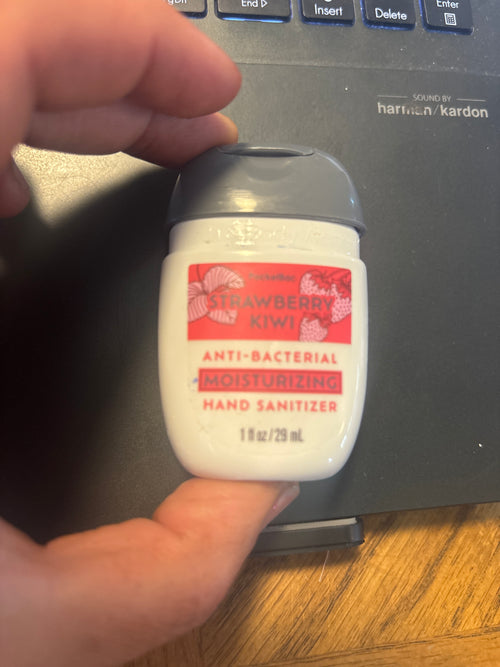 End
Insert
Delete
Enter
SOUND BY
harman/kardon
STRAWBERRY
KIWI
ANTI-BACTERIAL
MOISTURIZING
HAND SANITIZER
1 fl oz/29 mL